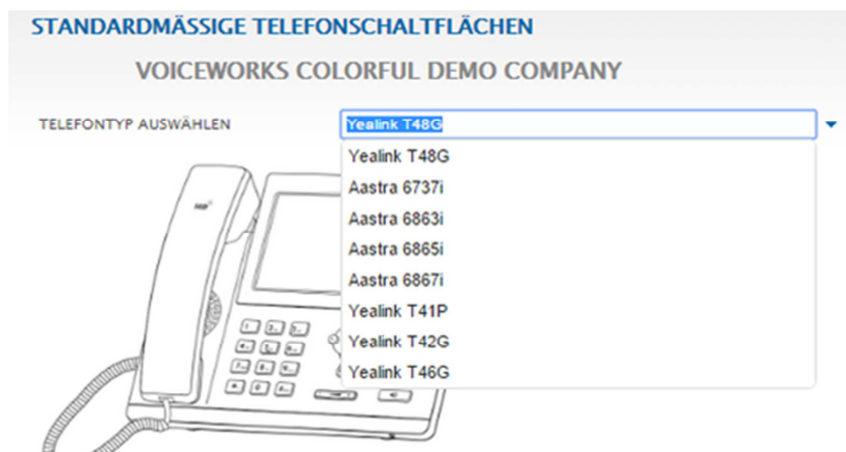 STANDARDMÄSSIGE TELEFONSCHALTFLÄCHEN
VOICEWORKS COLORFUL DEMO COMPANY
TELEFONTYP AUSWÄHLEN
Yealink T48G
Yealink T48G
Aastra 6737i
Aastra 6863i
Aastra 6865i
Aastra 6867i
Yealink T41P
Yealink T42G
Yealink T46G